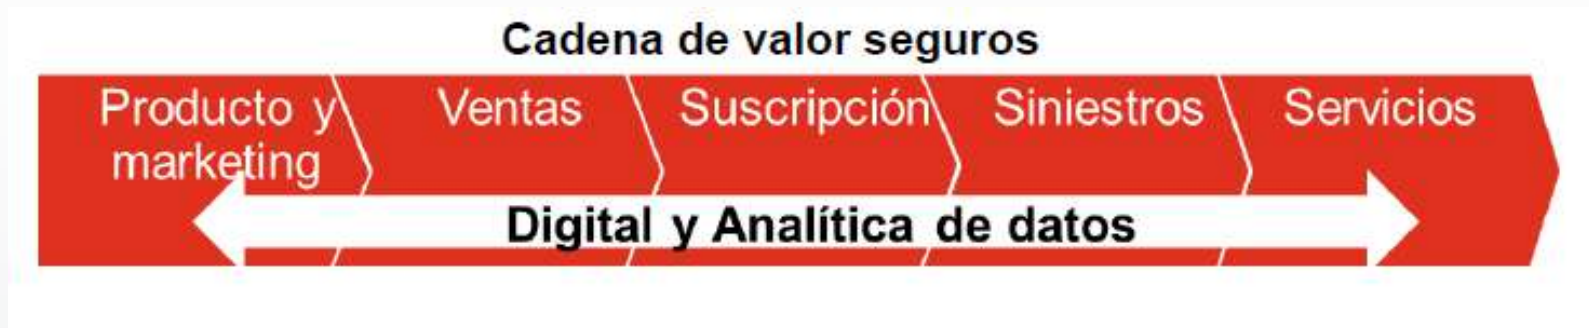 Cadena de valor seguros
Producto y
marketing
Ventas
Suscripción
Siniestros
Servicios
Digital y Analítica de datos